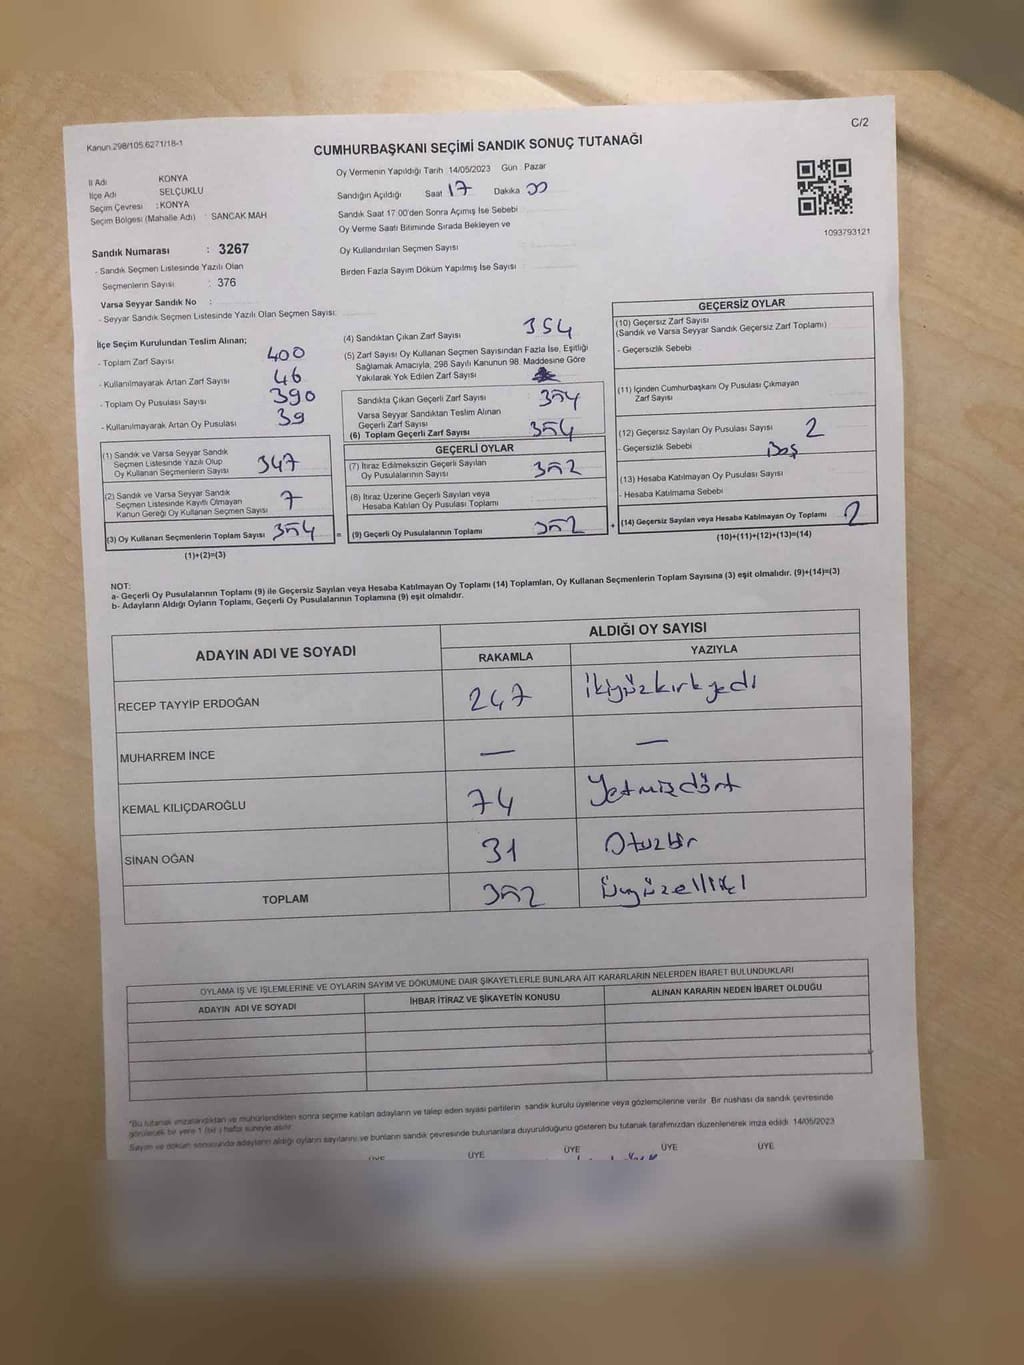 C/2
Kanun.298/105.6271/18-1
CUMHURBAŞKANI SEÇİMİ SANDIK SONUÇ TUTANAĞI
İl Adı KONYA
İlçe Adı SELÇUKLU
Seçim Çevresi : KONYA
Seçim Bölgesi (Mahalle Adı) : SANCAK MAH
Oy Vermenin Yapıldığı Tarih : 14/05/2023 Gün : Pazar
Sandığın Açıldığı Saat 17 Dakika 00
Sandık Saat 17:00'den Sonra Açımış İse Sebebi
Oy Verme Saati Bitiminde Sırada Bekleyen ve
Oy Kullandırılan Seçmen Sayısı
Birden Fazla Sayım Döküm Yapılmış İse Sayısı
1093793121
Sandık Numarası : 3267
- Sandık Seçmen Listesinde Yazılı Olan
Seçmenlerin Sayısı : 376
Varsa Seyyar Sandık No :
- Seyyar Sandık Seçmen Listesinde Yazılı Olan Seçmen Sayısı:
İlçe Seçim Kurulundan Teslim Alınan;
- Toplam Zarf Sayısı 400
- Kullanılmayarak Artan Zarf Sayısı 46
- Toplam Oy Pusulası Sayısı 390
- Kullanılmayarak Artan Oy Pusulası 39
(1) Sandık ve Varsa Seyyar Sandık
Seçmen Listesinde Yazılı Olup
Oy Kullanan Seçmenlerin Sayısı 347
(2) Sandık ve Varsa Seyyar Sandık
Seçmen Listesinde Kayıtlı Olmayan
Kanun Gereği Oy Kullanan Seçmen Sayısı 7
(3) Oy Kullanan Seçmenlerin Toplam Sayısı 354 =
(1)+(2)=(3)
(4) Sandıktan Çıkan Zarf Sayısı 354
(5) Zarf Sayısı Oy Kullanan Seçmen Sayısından Fazla İse, Eşitliği
Sağlamak Amacıyla, 298 Sayılı Kanunun 98. Maddesine Göre
Yakılarak Yok Edilen Zarf Sayısı
Sandıkta Çıkan Geçerli Zarf Sayısı 354
Varsa Seyyar Sandıktan Teslim Alınan
Geçerli Zarf Sayısı
(6) Toplam Geçerli Zarf Sayısı 354
GEÇERLİ OYLAR
(7) İtiraz Edilmeksizin Geçerli Sayılan
Oy Pusulalarının Sayısı 352
(8) İtiraz Üzerine Geçerli Sayılan veya
Hesaba Katılan Oy Pusulası Toplamı
(9) Geçerli Oy Pusulalarının Toplamı 352 +
GEÇERSİZ OYLAR
(10) Geçersiz Zarf Sayısı
(Sandık ve Varsa Seyyar Sandık Geçersiz Zarf Toplamı)
- Geçersizlik Sebebi
(11) İçinden Cumhurbaşkanı Oy Pusulası Çıkmayan
Zarf Sayısı
(12) Geçersiz Sayılan Oy Pusulası Sayısı 2
- Geçersizlik Sebebi Boş
(13) Hesaba Katılmayan Oy Pusulası Sayısı
- Hesaba Katılmama Sebebi
(14) Geçersiz Sayılan veya Hesaba Katılmayan Oy Toplamı 2
(10)+(11)+(12)+(13)=(14)
NOT:
a- Geçerli Oy Pusulalarının Toplamı (9) ile Geçersiz Sayılan veya Hesaba Katılmayan Oy Toplamı (14) Toplamları, Oy Kullanan Seçmenlerin Toplam Sayısına (3) eşit olmalıdır. (9)+(14)=(3)
b- Adayların Aldığı Oyların Toplamı, Geçerli Oy Pusulalarının Toplamına (9) eşit olmalıdır.
ADAYIN ADI VE SOYADI
ALDIĞI OY SAYISI
RAKAMLA YAZIYLA
RECEP TAYYİP ERDOĞAN 247 İkiyüzkırkyedi
MUHARREM İNCE — —
KEMAL KILIÇDAROĞLU 74 Yetmişdört
SİNAN OĞAN 31 Otuzbir
TOPLAM 352 Üçyüzelliiki
OYLAMA İŞ VE İŞLEMLERİNE VE OYLARIN SAYIM VE DÖKÜMÜNE DAİR ŞİKAYETLERLE BUNLARA AİT KARARLARIN NELERDEN İBARET BULUNDUKLARI
ADAYIN ADI VE SOYADI İHBAR İTİRAZ VE ŞİKAYETİN KONUSU ALINAN KARARIN NEDEN İBARET OLDUĞU
*Bu tutanak imzalandıktan ve mühürlendikten sonra seçime katılan adayların ve talep eden siyasi partilerin sandık kurulu üyelerine veya gözlemcilerine verilir. Bir nüshası da sandık çevresinde
görülecek bir yere 1 (bir) hafta süreyle asılır.
Sayım ve döküm sonucunda adayların aldığı oyların sayılarını ve bunların sandık çevresinde bulunanlara duyurulduğunu gösteren bu tutanak tarafımızdan düzenlenerek imza edildi. 14/05/2023
ÜYE ÜYE ÜYE ÜYE ÜYE